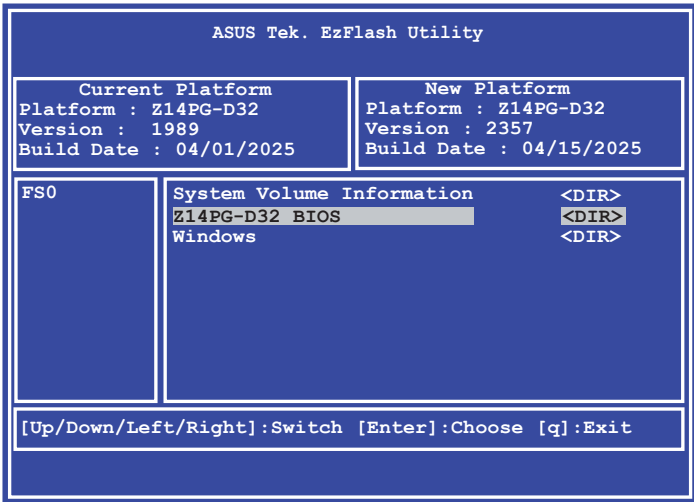 ASUS Tek. EzFlash Utility
Current Platform
Platform : Z14PG-D32
Version : 1989
Build Date : 04/01/2025
New Platform
Platform : Z14PG-D32
Version : 2357
Build Date : 04/15/2025
FS0
System Volume Information <DIR>
Z14PG-D32 BIOS <DIR>
Windows <DIR>
[Up/Down/Left/Right]:Switch [Enter]:Choose [q]:Exit